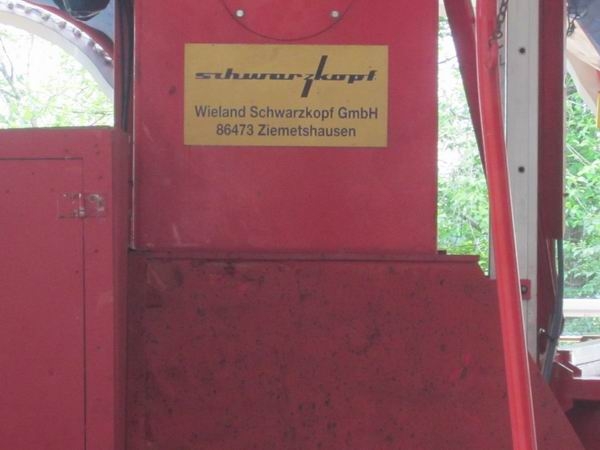 schwarzkopf
Wieland Schwarzkopf GmbH
86473 Ziemetshausen